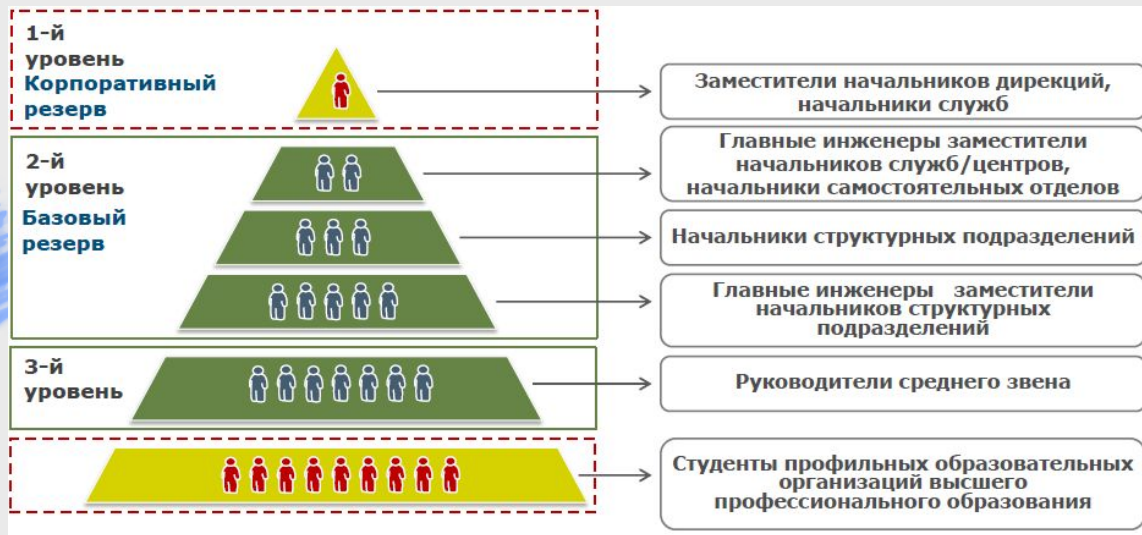 1-й
уровень
Корпоративный
резерв
Заместители начальников дирекций,
начальники служб
2-й
уровень
Базовый
резерв
Главные инженеры заместители
начальников служб/центров,
начальники самостоятельных отделов
Начальники структурных подразделений
Главные инженеры заместители
начальников структурных
подразделений
3-й
уровень
Руководители среднего звена
Студенты профильных образовательных
организаций высшего
профессионального образования